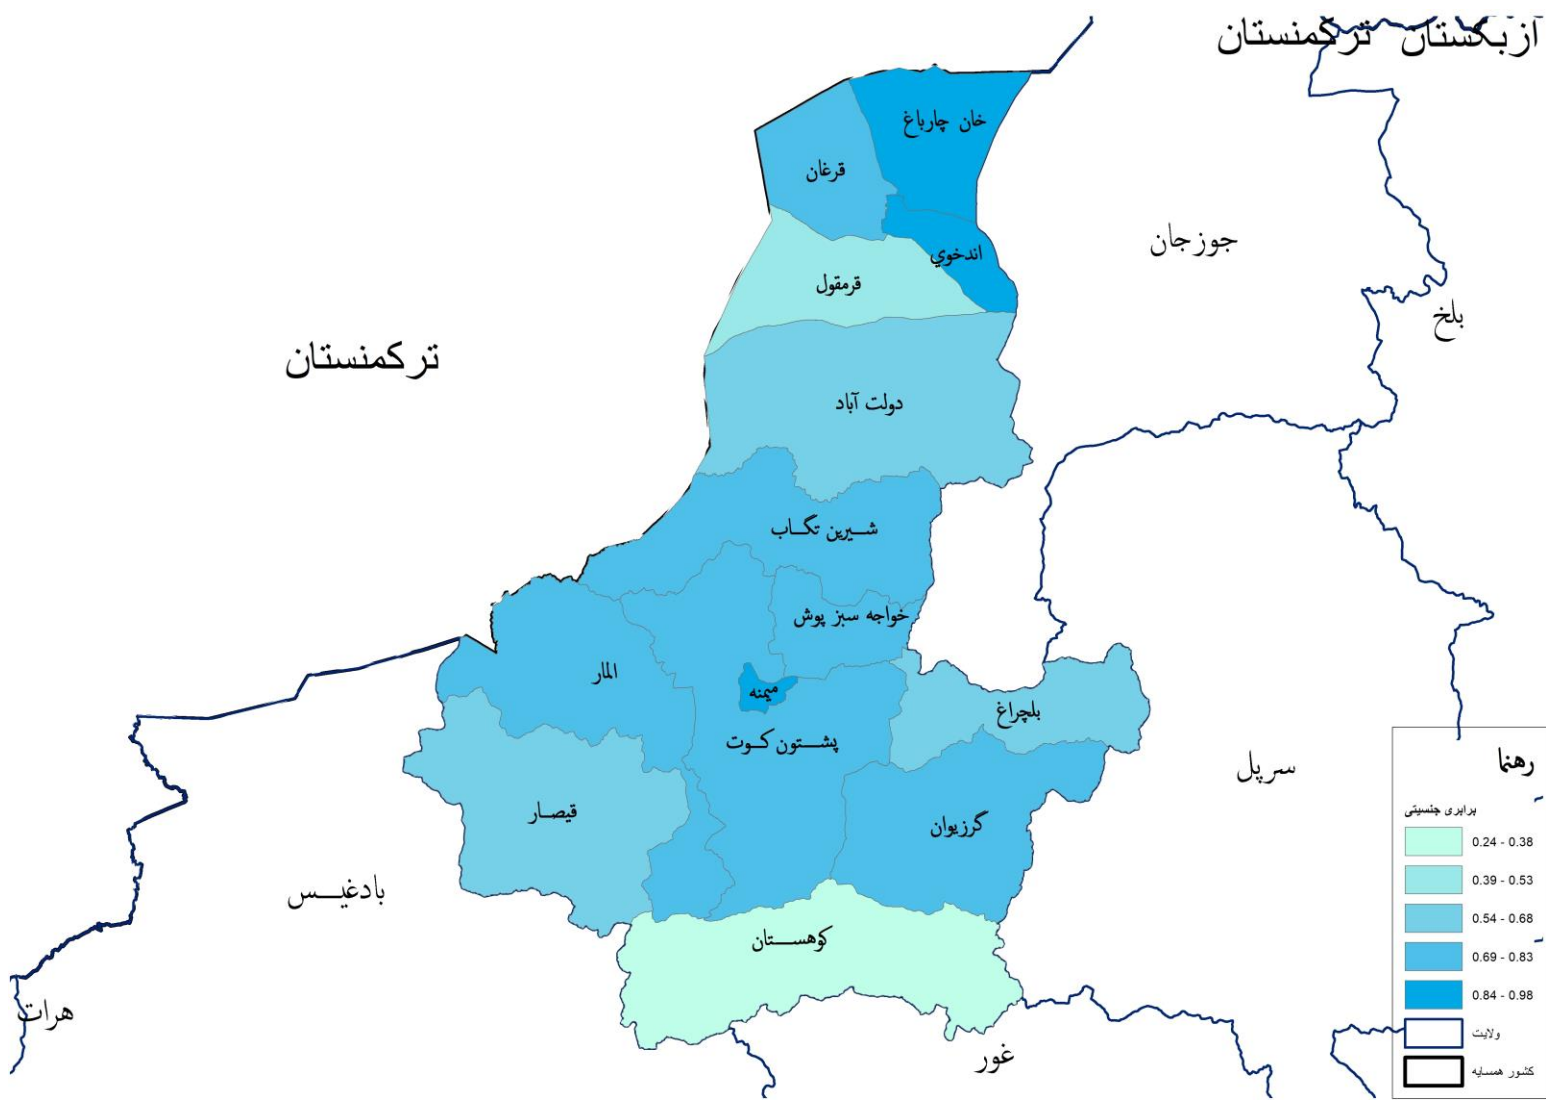 ازبکستان
ترکمنستان
خان چارباغ
قرغان
جوزجان
اندخوي
قرمقول
بلخ
ترکمنستان
دولت آباد
شیرین تگاب
خواجه سبز پوش
المار
میمنه
بلچراغ
پشتون کوت
سرپل
قیصار
گرزیوان
بادغیس
کوهستان
هرات
غور
رهنما
برابری جنسیتی
0.24 - 0.38
0.39 - 0.53
0.54 - 0.68
0.69 - 0.83
0.84 - 0.98
ولایت
کشور همسایه